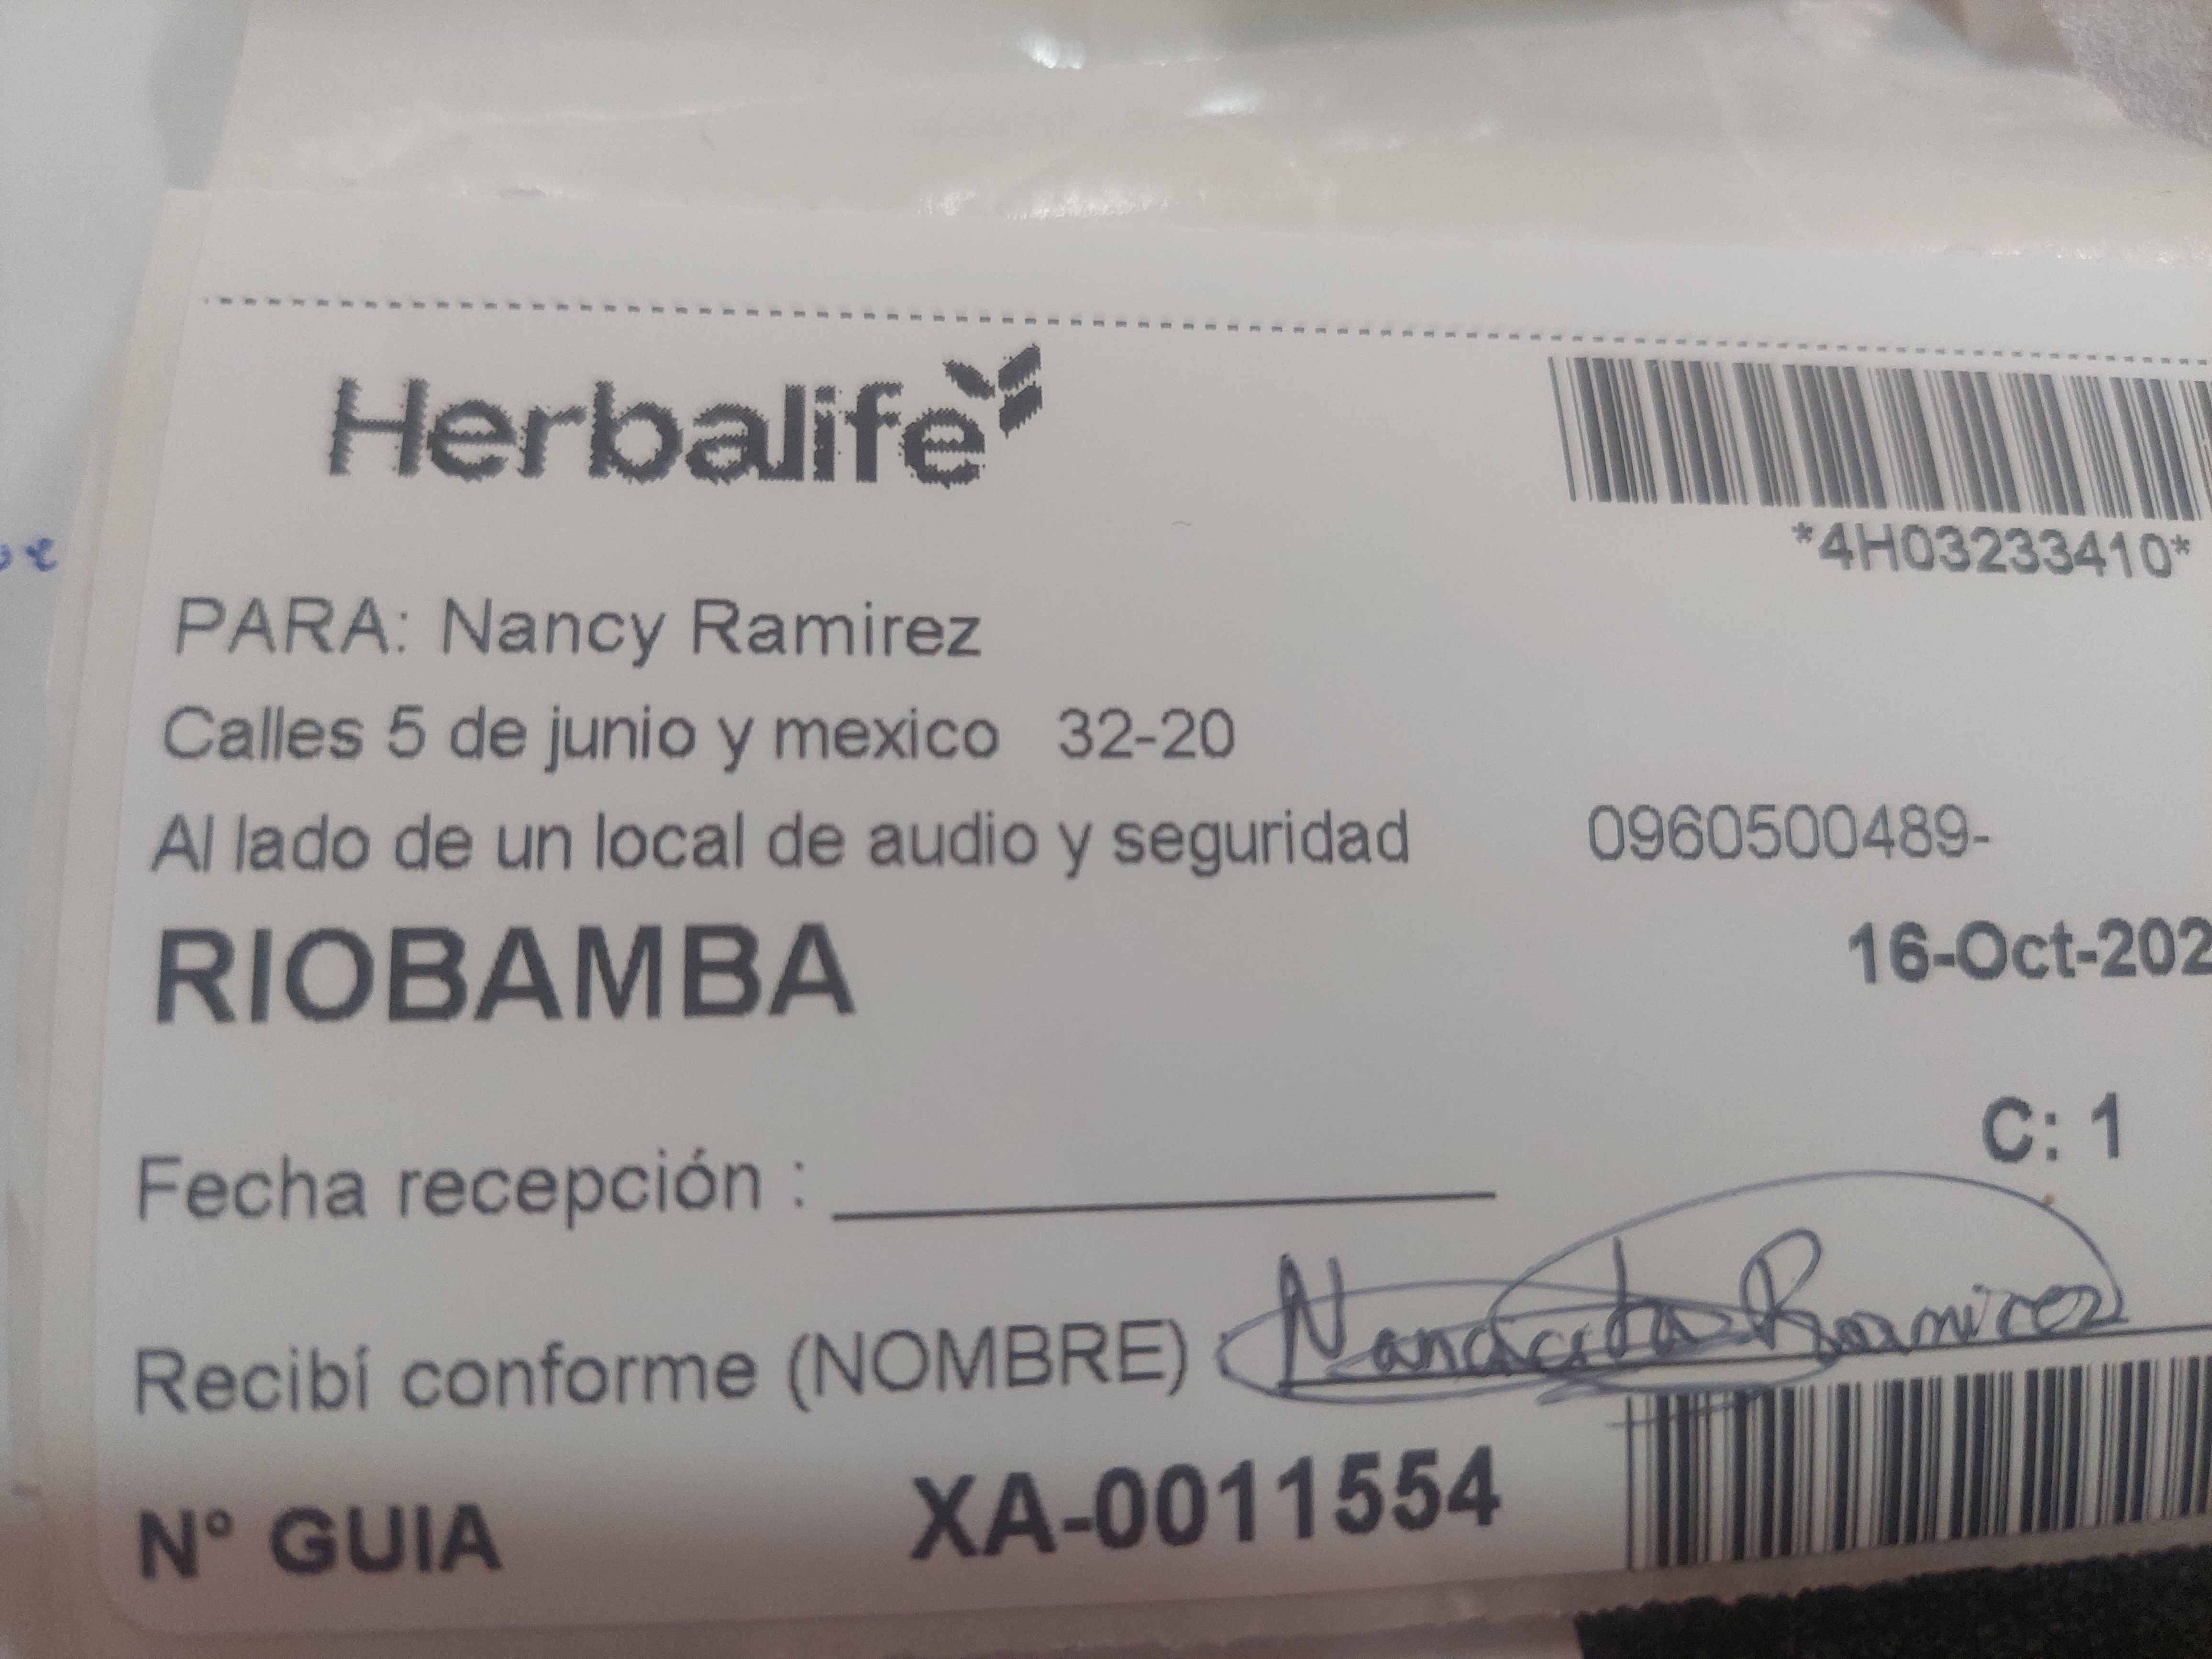 Herbalife
*4H03233410*
PARA: Nancy Ramirez
Calles 5 de junio y mexico 32-20
Al lado de un local de audio y seguridad 0960500489-
RIOBAMBA 16-Oct-202
C: 1
Fecha recepción :
Recibí conforme (NOMBRE) Ramirez
N° GUIA XA-0011554